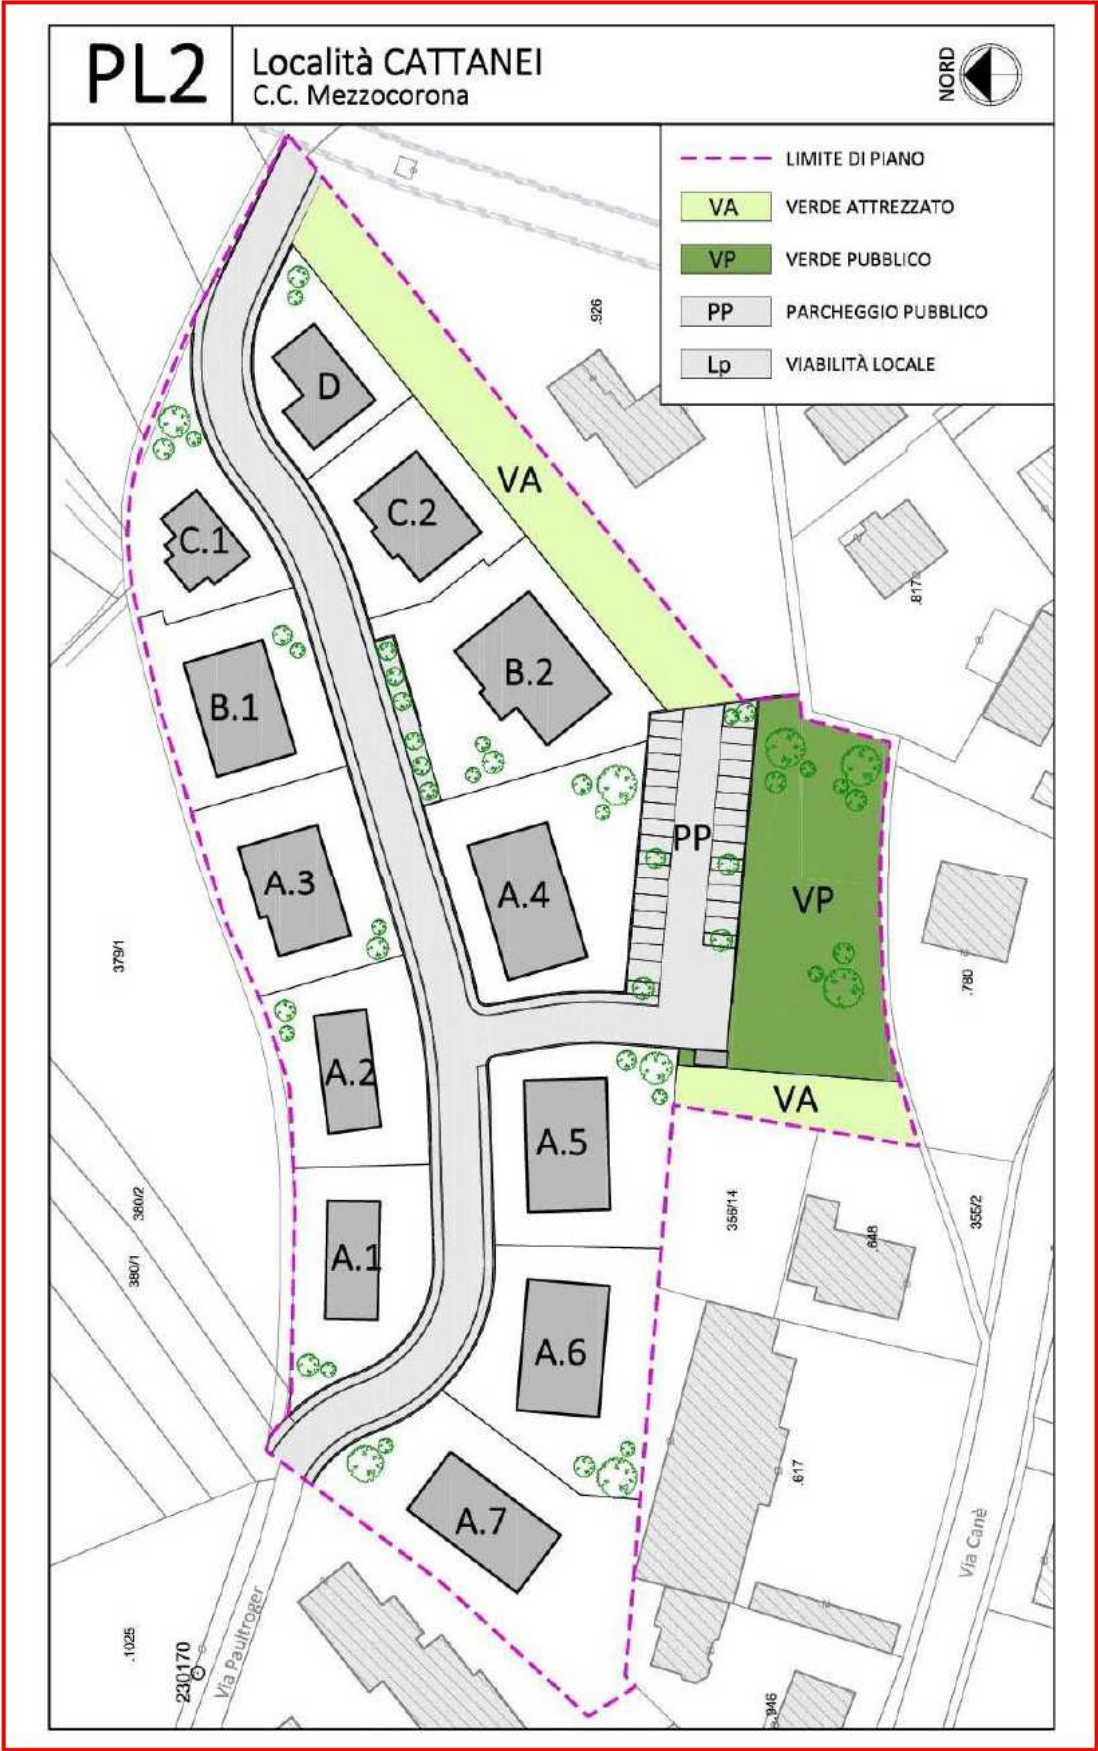 PL2
Località CATTANEI
C.C. Mezzocorona
NORD
LIMITE DI PIANO
VA VERDE ATTREZZATO
VP VERDE PUBBLICO
PP PARCHEGGIO PUBBLICO
Lp VIABILITÀ LOCALE
.926
D
VA
C.2
C.1
.817
B.2
B.1
PP
A.3
A.4
VP
379/1
.780
A.2
VA
A.5
380/2
356/14
355/2
.648
380/1
A.1
A.6
.617
A.7
Via Canè
.1025
230170
Via Paultroger
.946